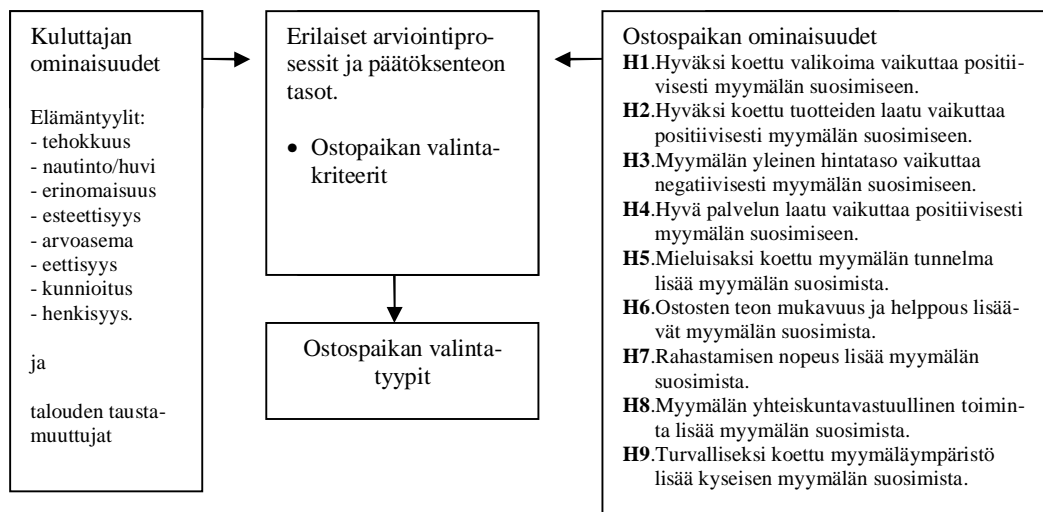 Kuluttajan
ominaisuudet
Elämäntyylit:
- tehokkuus
- nautinto/huvi
- erinomaisuus
- esteettisyys
- arvoasema
- eettisyys
- kunnioitus
- henkisyys.
ja
talouden tausta-
muuttujat
Erilaiset arviointipro-
sessit ja päätöksenteon
tasot.
• Ostopaikan valinta-
kriteerit
Ostospaikan valinta-
tyypit
Ostospaikan ominaisuudet
H1.Hyväksi koettu valikoima vaikuttaa positii-
visesti myymälän suosimiseen.
H2.Hyväksi koettu tuotteiden laatu vaikuttaa
positiivisesti myymälän suosimiseen.
H3.Myymälän yleinen hintataso vaikuttaa
negatiivisesti myymälän suosimiseen.
H4.Hyvä palvelun laatu vaikuttaa positiivisesti
myymälän suosimiseen.
H5.Mieluisaksi koettu myymälän tunnelma
lisää myymälän suosimista.
H6.Ostosten teon mukavuus ja helppous lisää-
vät myymälän suosimista.
H7.Rahastamisen nopeus lisää myymälän
suosimista.
H8.Myymälän yhteiskuntavastuullinen toimin-
ta lisää myymälän suosimista.
H9.Turvalliseksi koettu myymäläympäristö
lisää kyseisen myymälän suosimista.